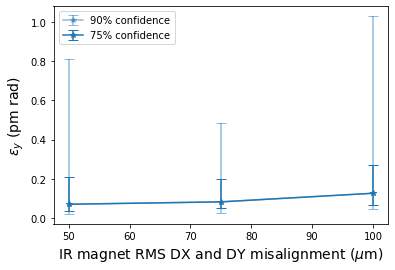 1.0
0.8
0.6
0.4
0.2
0.0
εy (pm rad)
90% confidence
75% confidence
50 60 70 80 90 100
IR magnet RMS DX and DY misalignment (μm)